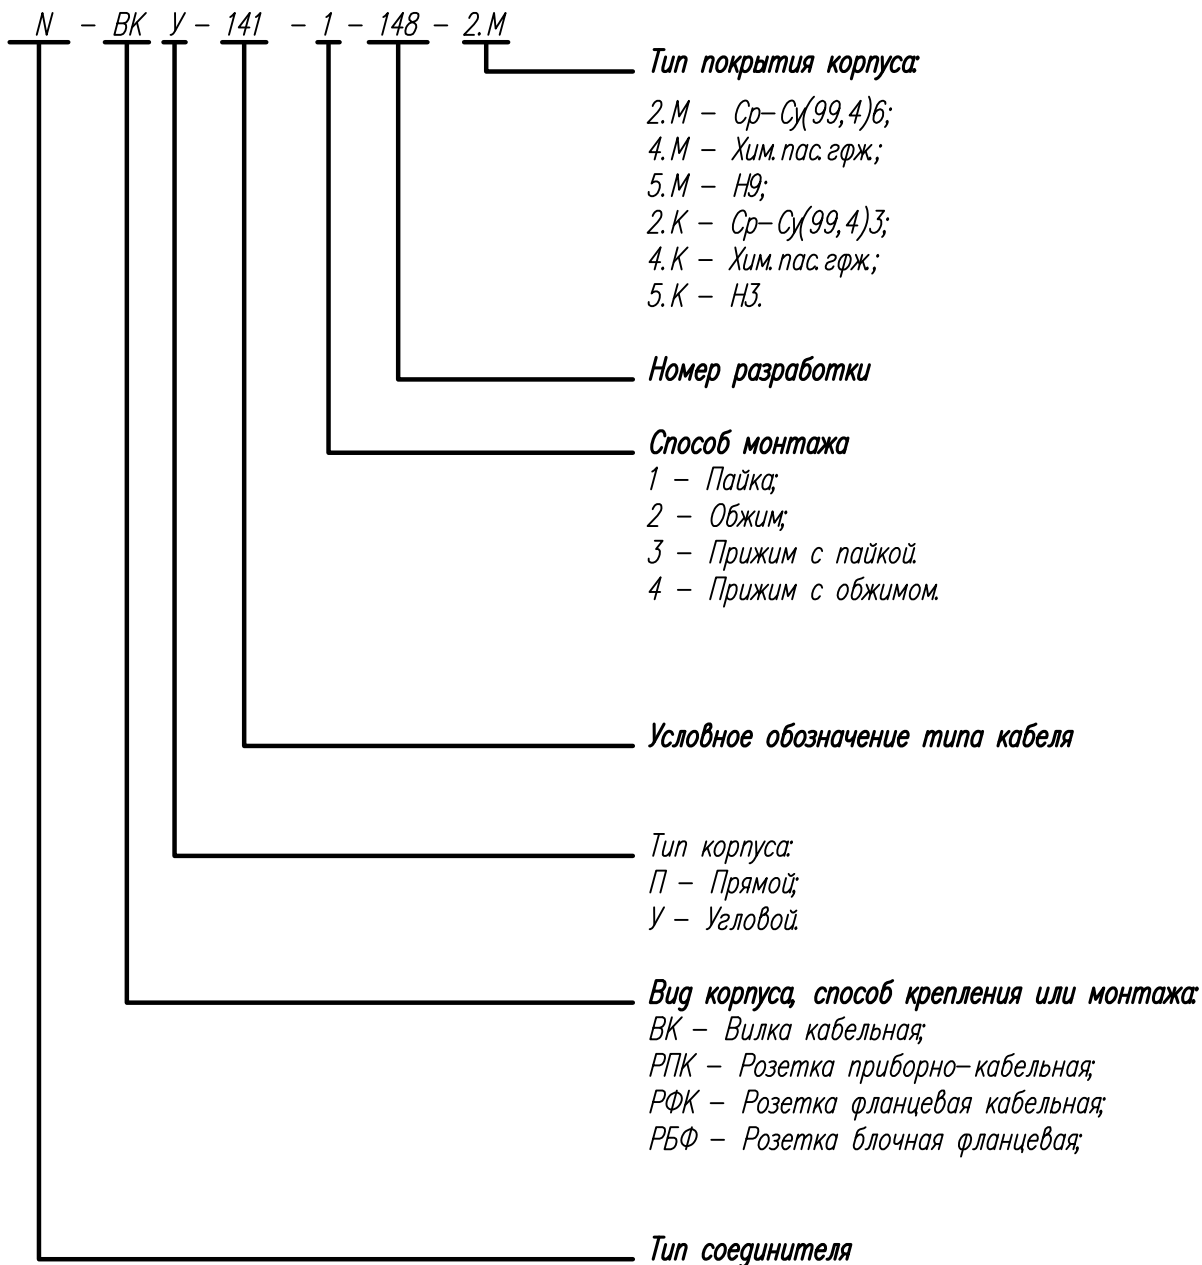 N - ВК У - 141 - 1 - 148 - 2.М
Тип покрытия корпуса:
2.М - Ср-Су(99,4)6;
4.М - Хим.пас.гфж.;
5.М - Н9;
2.К - Ср-Су(99,4)3;
4.К - Хим.пас.гфж.;
5.К - Н3.
Номер разработки
Способ монтажа
1 - Пайка;
2 - Обжим;
3 - Прижим с пайкой.
4 - Прижим с обжимом.
Условное обозначение типа кабеля
Тип корпуса:
П - Прямой;
У - Угловой.
Вид корпуса, способ крепления или монтажа:
ВК - Вилка кабельная;
РПК - Розетка приборно-кабельная;
РФК - Розетка фланцевая кабельная;
РБФ - Розетка блочная фланцевая;
Тип соединителя